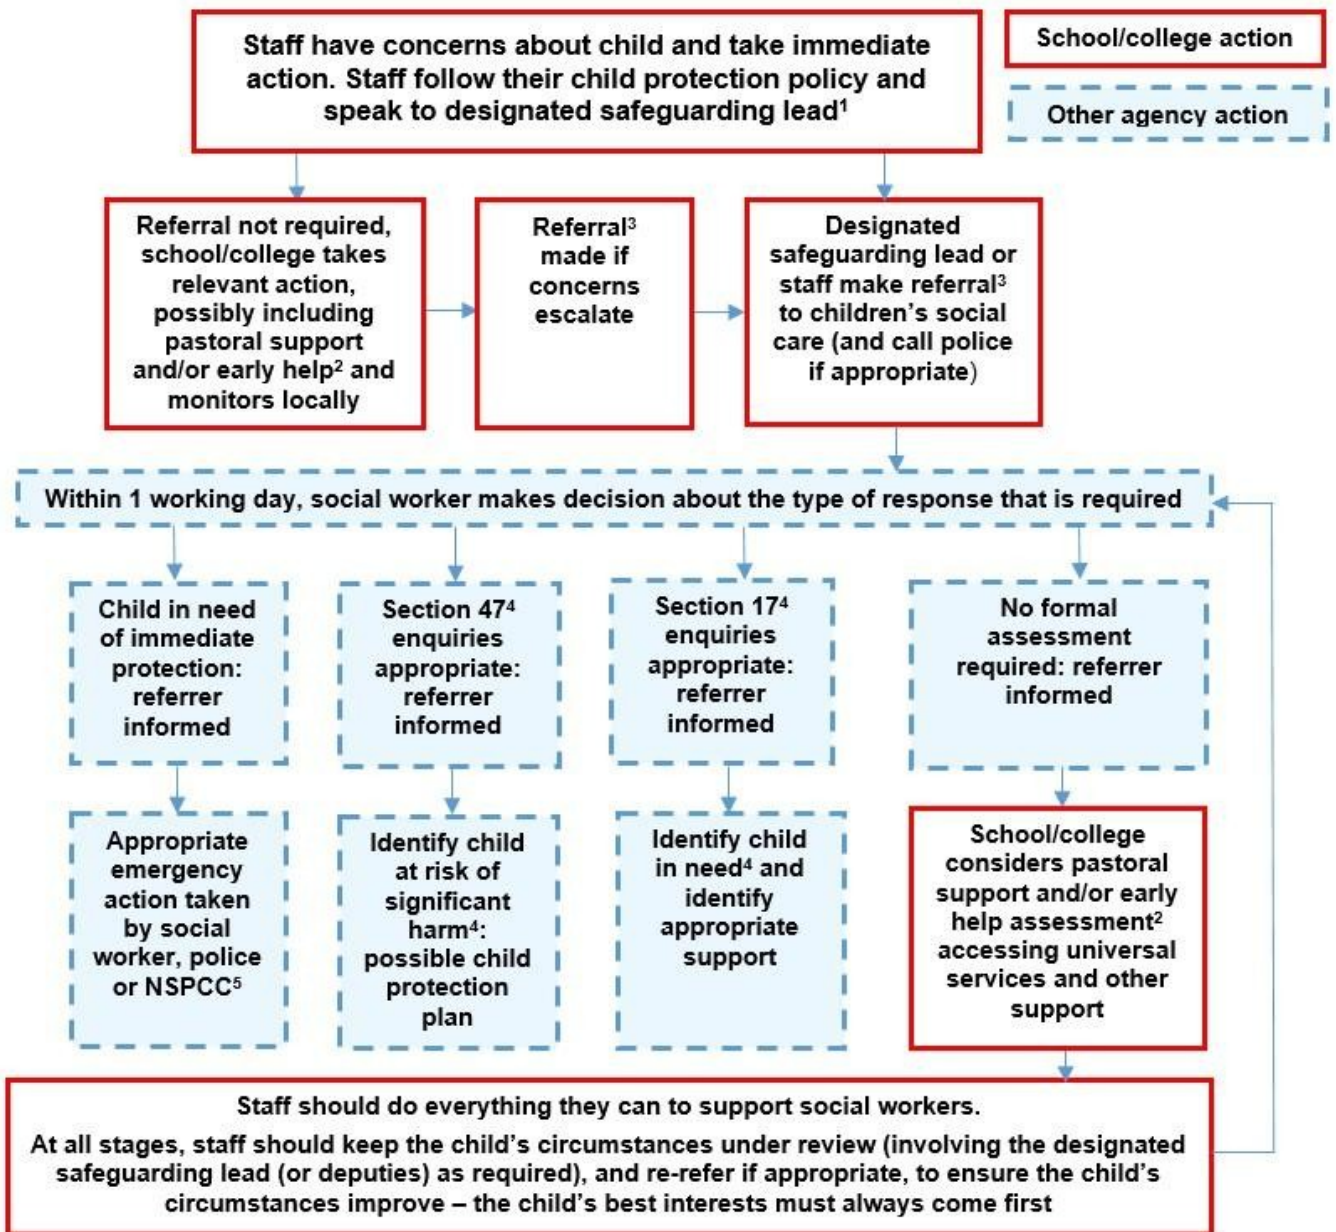 Staff have concerns about child and take immediate
action. Staff follow their child protection policy and
speak to designated safeguarding lead¹
School/college action
Other agency action
Referral not required,
school/college takes
relevant action,
possibly including
pastoral support
and/or early help² and
monitors locally
Referral³
made if
concerns
escalate
Designated
safeguarding lead or
staff make referral³
to children’s social
care (and call police
if appropriate)
Within 1 working day, social worker makes decision about the type of response that is required
Child in need
of immediate
protection:
referrer
informed
Section 47⁴
enquiries
appropriate:
referrer
informed
Section 17⁴
enquiries
appropriate:
referrer
informed
No formal
assessment
required: referrer
informed
Appropriate
emergency
action taken
by social
worker, police
or NSPCC⁵
Identify child
at risk of
significant
harm⁴:
possible child
protection
plan
Identify child
in need⁴ and
identify
appropriate
support
School/college
considers pastoral
support and/or early
help assessment²
accessing universal
services and other
support
Staff should do everything they can to support social workers.
At all stages, staff should keep the child’s circumstances under review (involving the designated
safeguarding lead (or deputies) as required), and re-refer if appropriate, to ensure the child’s
circumstances improve – the child’s best interests must always come first